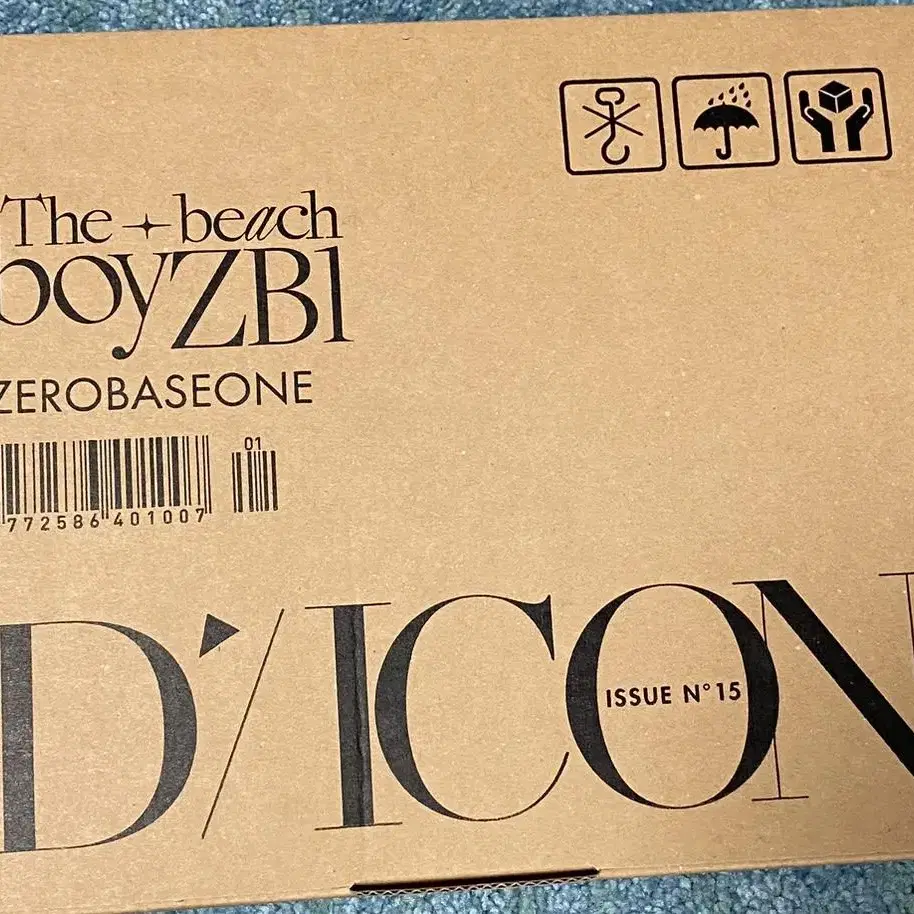 The beach
boyZB1
ZEROBASEONE
01
772586 401007
D'/ICON
ISSUE N° 15